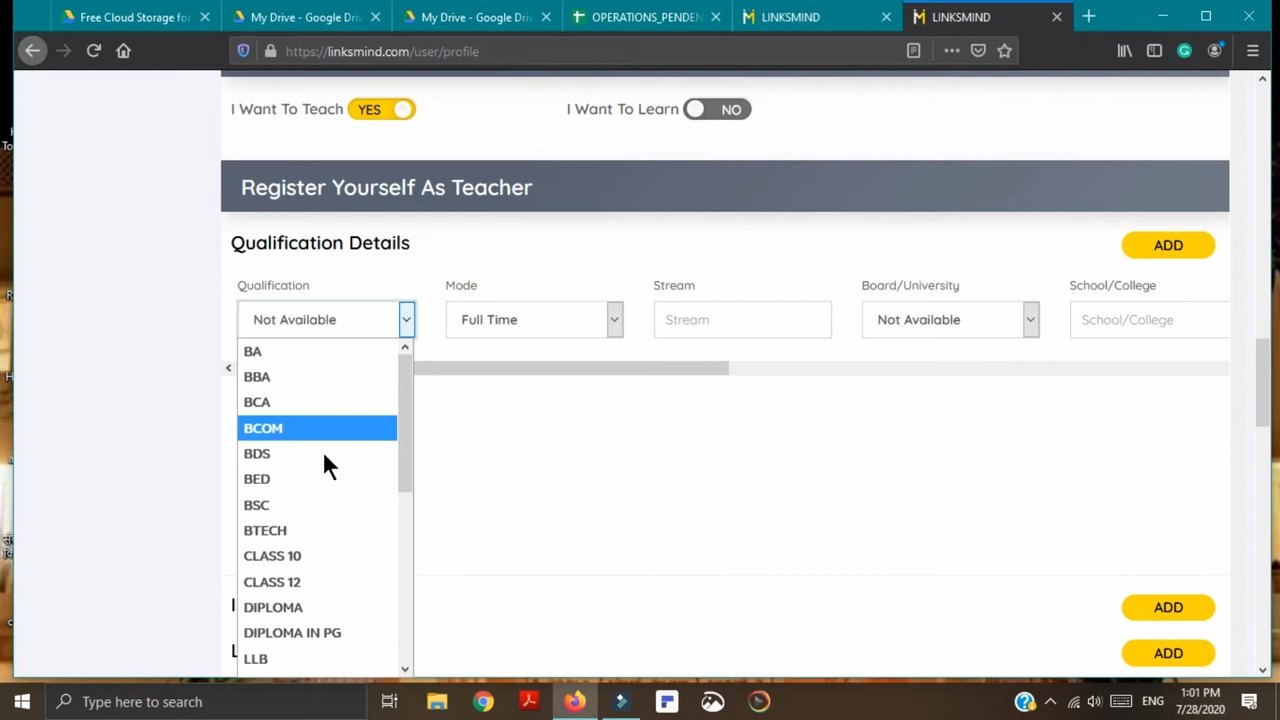 Free Cloud Storage for
My Drive - Google Driv
My Drive - Google Driv
OPERATIONS_PENDEN
LINKSMIND
LINKSMIND
https://linksmind.com/user/profile
I Want To Teach YES
I Want To Learn NO
Register Yourself As Teacher
Qualification Details
ADD
Qualification
Mode
Stream
Board/University
School/College
Not Available
Full Time
Stream
Not Available
School/College
BA
BBA
BCA
BCOM
BDS
BED
BSC
BTECH
CLASS 10
CLASS 12
DIPLOMA
ADD
DIPLOMA IN PG
ADD
LLB
Type here to search
ENG
1:01 PM
7/28/2020